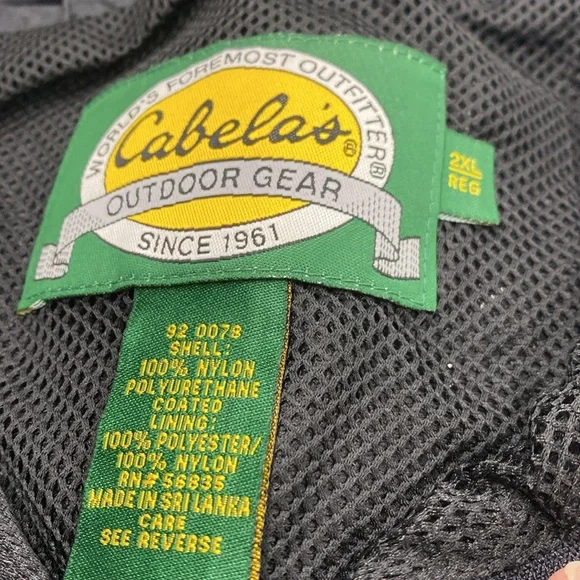 WORLD'S FOREMOST OUTFITTER®
Cabela's®
OUTDOOR GEAR
SINCE 1961
2XL
REG
92 0078
SHELL:
100% NYLON
POLYURETHANE
COATED
LINING:
100% POLYESTER/
100% NYLON
RN# 56835
MADE IN SRI LANKA
CARE
SEE REVERSE